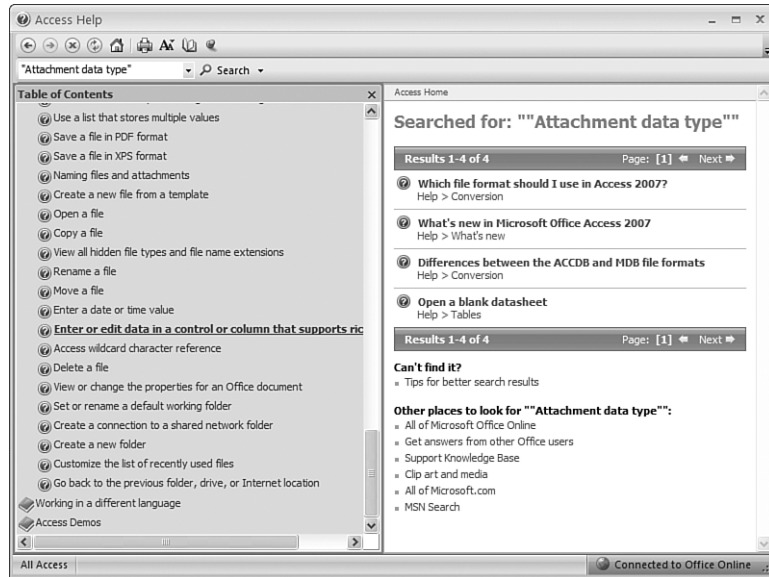 Access Help
"Attachment data type"
Search
Table of Contents
Use a list that stores multiple values
Save a file in PDF format
Save a file in XPS format
Naming files and attachments
Create a new file from a template
Open a file
Copy a file
View all hidden file types and file name extensions
Rename a file
Move a file
Enter a date or time value
Enter or edit data in a control or column that supports ric
Access wildcard character reference
Delete a file
View or change the properties for an Office document
Set or rename a default working folder
Create a connection to a shared network folder
Create a new folder
Customize the list of recently used files
Go back to the previous folder, drive, or Internet location
Working in a different language
Access Demos
Access Home
Searched for: ""Attachment data type""
Results 1-4 of 4 Page: [1] Next
Which file format should I use in Access 2007?
Help > Conversion
What's new in Microsoft Office Access 2007
Help > What's new
Differences between the ACCDB and MDB file formats
Help > Conversion
Open a blank datasheet
Help > Tables
Results 1-4 of 4 Page: [1] Next
Can't find it?
Tips for better search results
Other places to look for ""Attachment data type"":
All of Microsoft Office Online
Get answers from other Office users
Support Knowledge Base
Clip art and media
All of Microsoft.com
MSN Search
All Access
Connected to Office Online